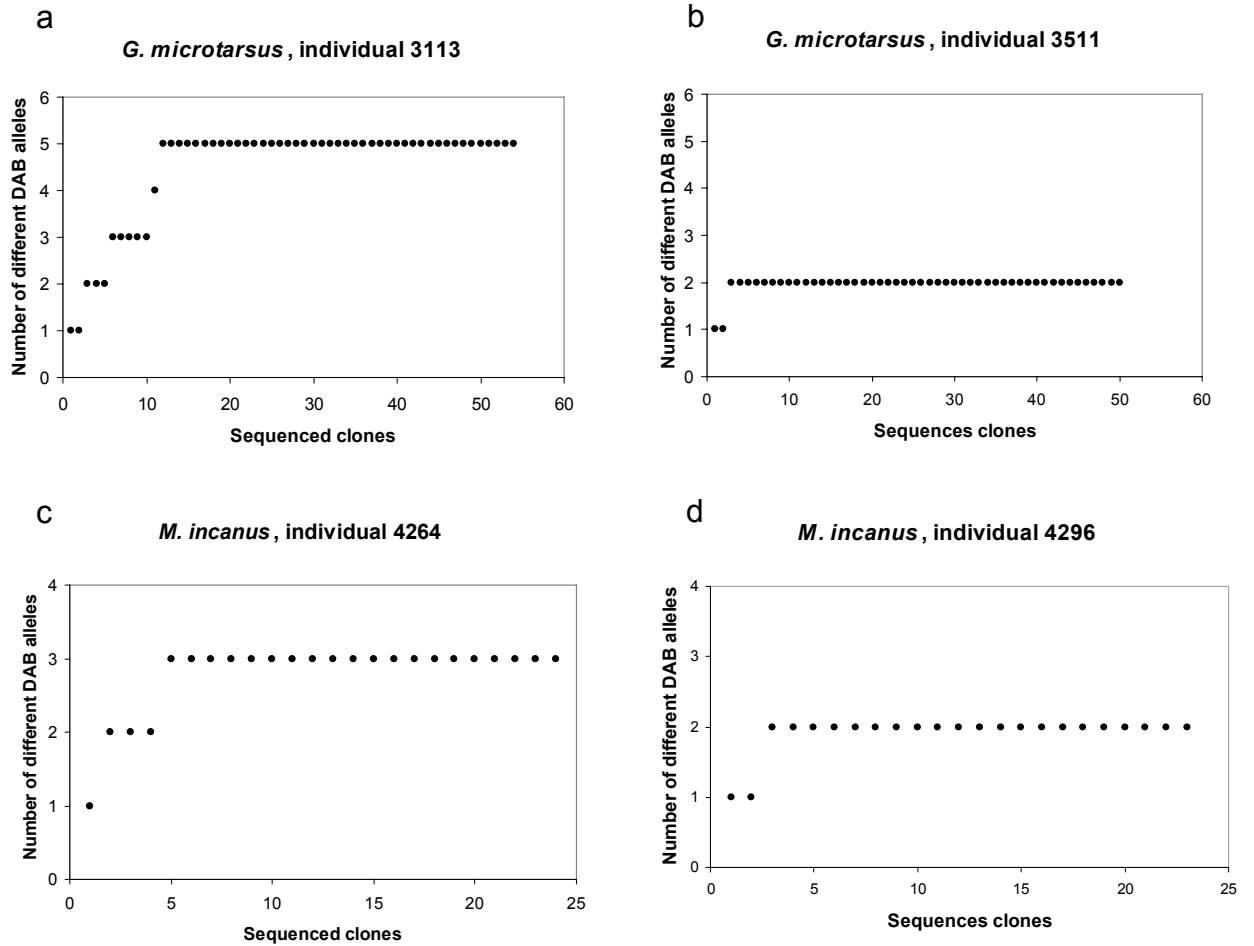 a
G. microtarsus, individual 3113
Number of different DAB alleles
6
5
4
3
2
1
0
0 10 20 30 40 50 60
Sequenced clones
b
G. microtarsus, individual 3511
Number of different DAB alleles
6
5
4
3
2
1
0
0 10 20 30 40 50 60
Sequences clones
c
M. incanus, individual 4264
Number of different DAB alleles
4
3
2
1
0
0 5 10 15 20 25
Sequenced clones
d
M. incanus, individual 4296
Number of different DAB alleles
4
3
2
1
0
0 5 10 15 20 25
Sequences clones